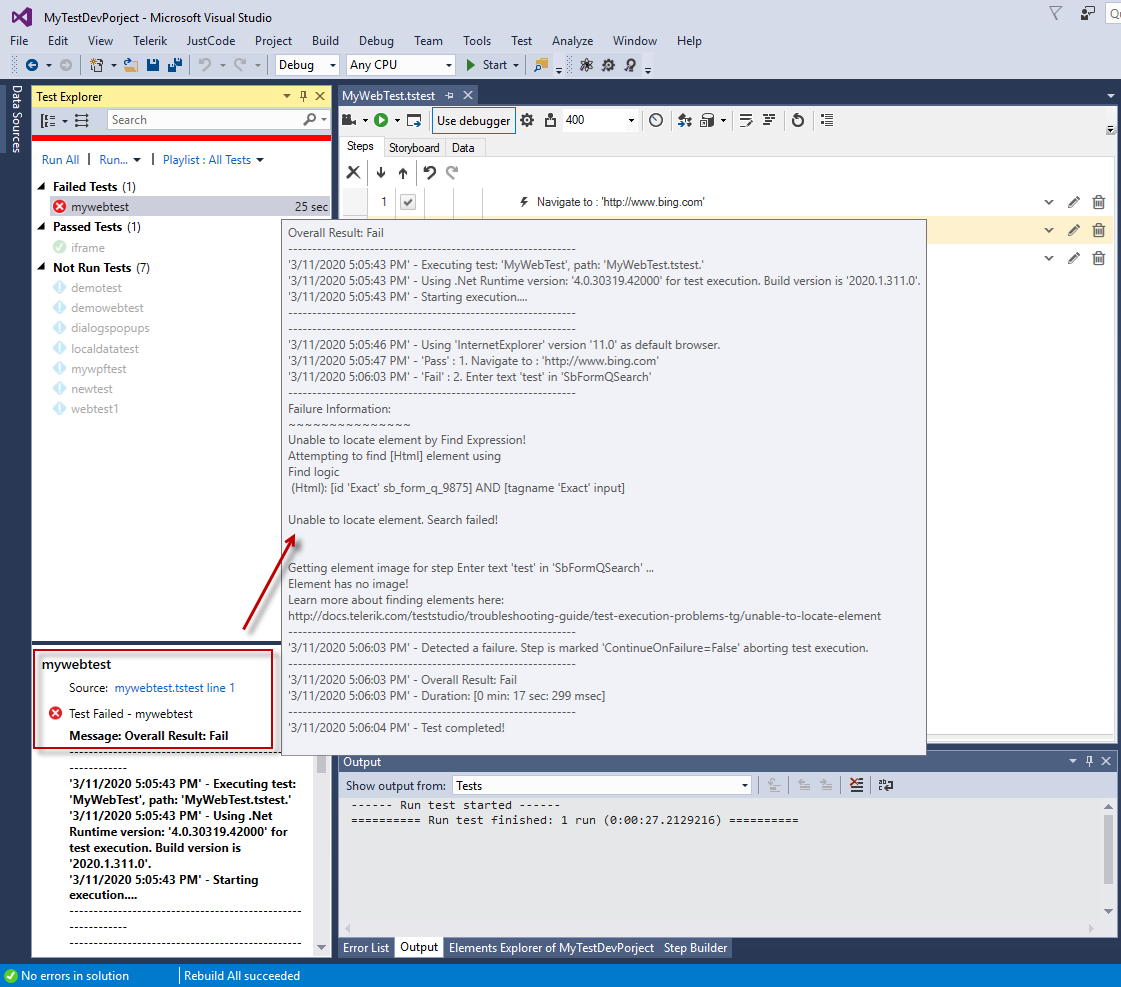 MyTestDevPorject - Microsoft Visual Studio
File Edit View Telerik JustCode Project Build Debug Team Tools Test Analyze Window Help
Debug Any CPU Start
Data Sources
Test Explorer
Search
Run All | Run... | Playlist : All Tests
Failed Tests (1)
mywebtest 25 sec
Passed Tests (1)
iframe
Not Run Tests (7)
demotest
demowebtest
dialogspopups
localdatatest
mywpftest
newtest
webtest1
MyWebTest.tstest
Use debugger 400
Steps Storyboard Data
1 Navigate to : 'http://www.bing.com'
Overall Result: Fail
---------------------------------------------------------
'3/11/2020 5:05:43 PM' - Executing test: 'MyWebTest', path: 'MyWebTest.tstest.'
'3/11/2020 5:05:43 PM' - Using .Net Runtime version: '4.0.30319.42000' for test execution. Build version is '2020.1.311.0'.
'3/11/2020 5:05:43 PM' - Starting execution....
---------------------------------------------------------
---------------------------------------------------------
'3/11/2020 5:05:46 PM' - Using 'InternetExplorer' version '11.0' as default browser.
'3/11/2020 5:05:47 PM' - 'Pass' : 1. Navigate to : 'http://www.bing.com'
'3/11/2020 5:06:03 PM' - 'Fail' : 2. Enter text 'test' in 'SbFormQSearch'
---------------------------------------------------------
Failure Information:
~~~~~~~~~~~~~~~
Unable to locate element by Find Expression!
Attempting to find [Html] element using
Find logic
(Html): [id 'Exact' sb_form_q_9875] AND [tagname 'Exact' input]
Unable to locate element. Search failed!
Getting element image for step Enter text 'test' in 'SbFormQSearch' ...
Element has no image!
Learn more about finding elements here:
http://docs.telerik.com/teststudio/troubleshooting-guide/test-execution-problems-tg/unable-to-locate-element
---------------------------------------------------------
'3/11/2020 5:06:03 PM' - Detected a failure. Step is marked 'ContinueOnFailure=False' aborting test execution.
---------------------------------------------------------
'3/11/2020 5:06:03 PM' - Overall Result: Fail
'3/11/2020 5:06:03 PM' - Duration: [0 min: 17 sec: 299 msec]
---------------------------------------------------------
'3/11/2020 5:06:04 PM' - Test completed!
mywebtest
Source: mywebtest.tstest line 1
Test Failed - mywebtest
Message: Overall Result: Fail
---------------------------------------------
------------
'3/11/2020 5:05:43 PM' - Executing test:
'MyWebTest', path: 'MyWebTest.tstest.'
'3/11/2020 5:05:43 PM' - Using .Net
Runtime version: '4.0.30319.42000' for
test execution. Build version is
'2020.1.311.0'.
'3/11/2020 5:05:43 PM' - Starting
execution....
---------------------------------------------
------------
---------------------------------------------
Output
Show output from: Tests
------ Run test started ------
========== Run test finished: 1 run (0:00:27.2129216) ==========
Error List Output Elements Explorer of MyTestDevPorject Step Builder
No errors in solution | Rebuild All succeeded